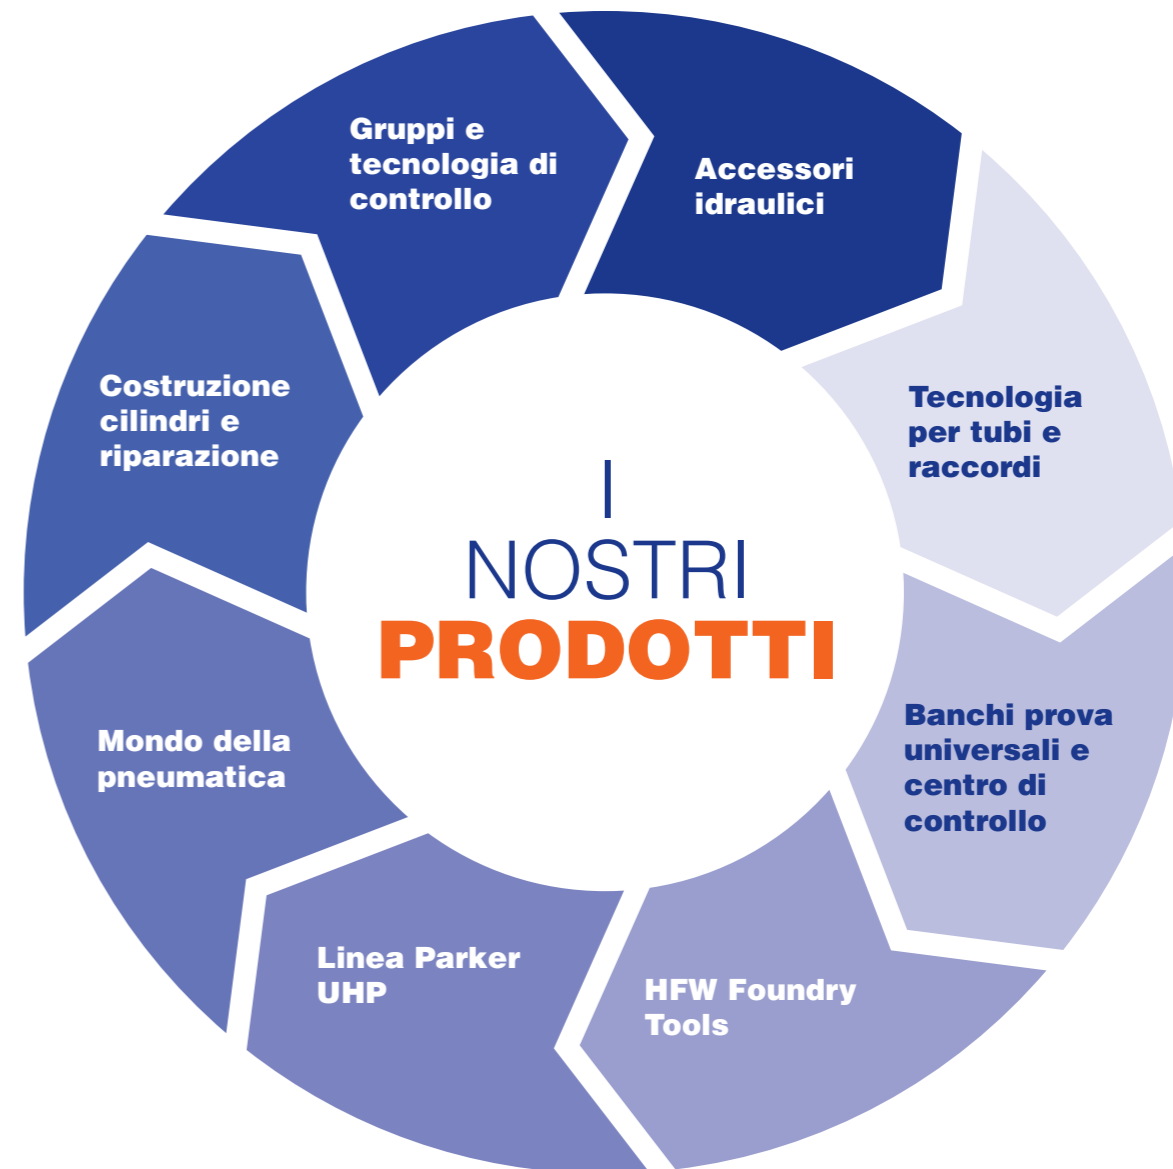 Gruppi e
tecnologia di
controllo
Accessori
idraulici
Tecnologia
per tubi e
raccordi
Banchi prova
universali e
centro di
controllo
HFW Foundry
Tools
Linea Parker
UHP
Mondo della
pneumatica
Costruzione
cilindri e
riparazione
I
NOSTRI
PRODOTTI